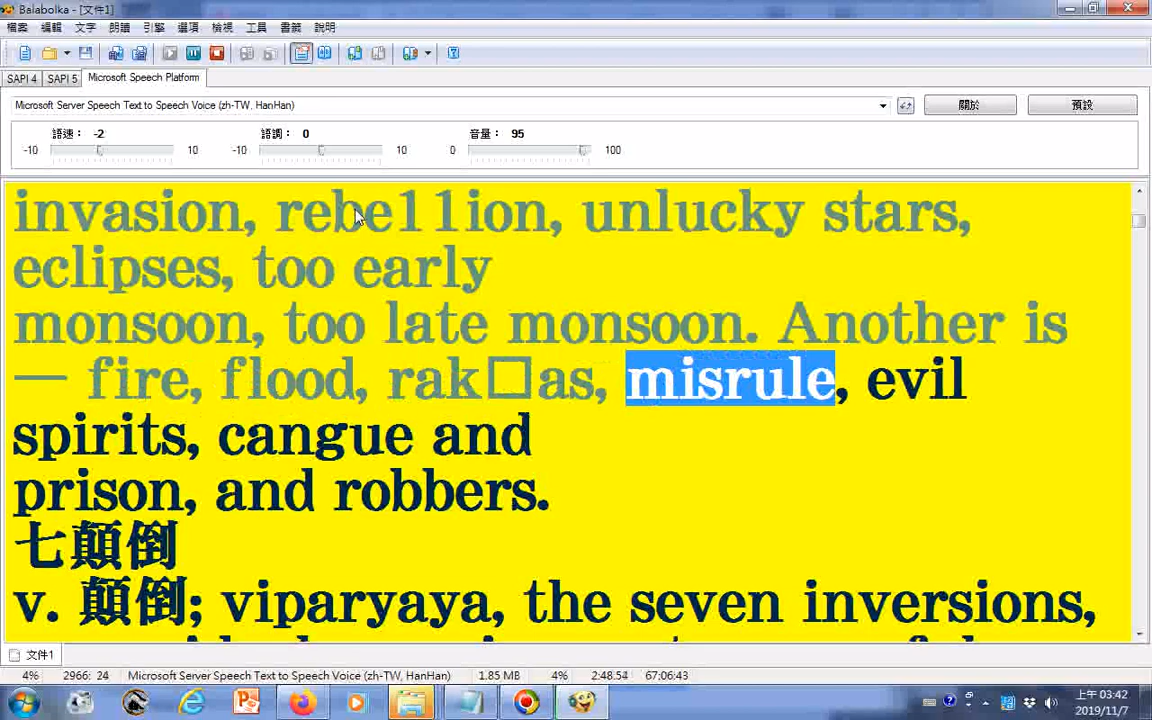 Balabolka - [文件1]
檔案 編輯 文字 朗讀 引擎 選項 檢視 工具 書籤 說明
SAPI 4 SAPI 5 Microsoft Speech Platform
Microsoft Server Speech Text to Speech Voice (zh-TW, HanHan) 關於 預設
語速： -2 語調： 0 音量： 95
-10 10 -10 10 0 100
invasion, rebe11ion, unlucky stars,
eclipses, too early
monsoon, too late monsoon. Another is
— fire, flood, rak□as, misrule, evil
spirits, cangue and
prison, and robbers.
七顛倒
v. 顛倒; viparyaya, the seven inversions,
文件1
4% 2966: 24 Microsoft Server Speech Text to Speech Voice (zh-TW, HanHan) 1.85 MB 4% 2:48:54 67:06:43
上午 03:42
2019/11/7